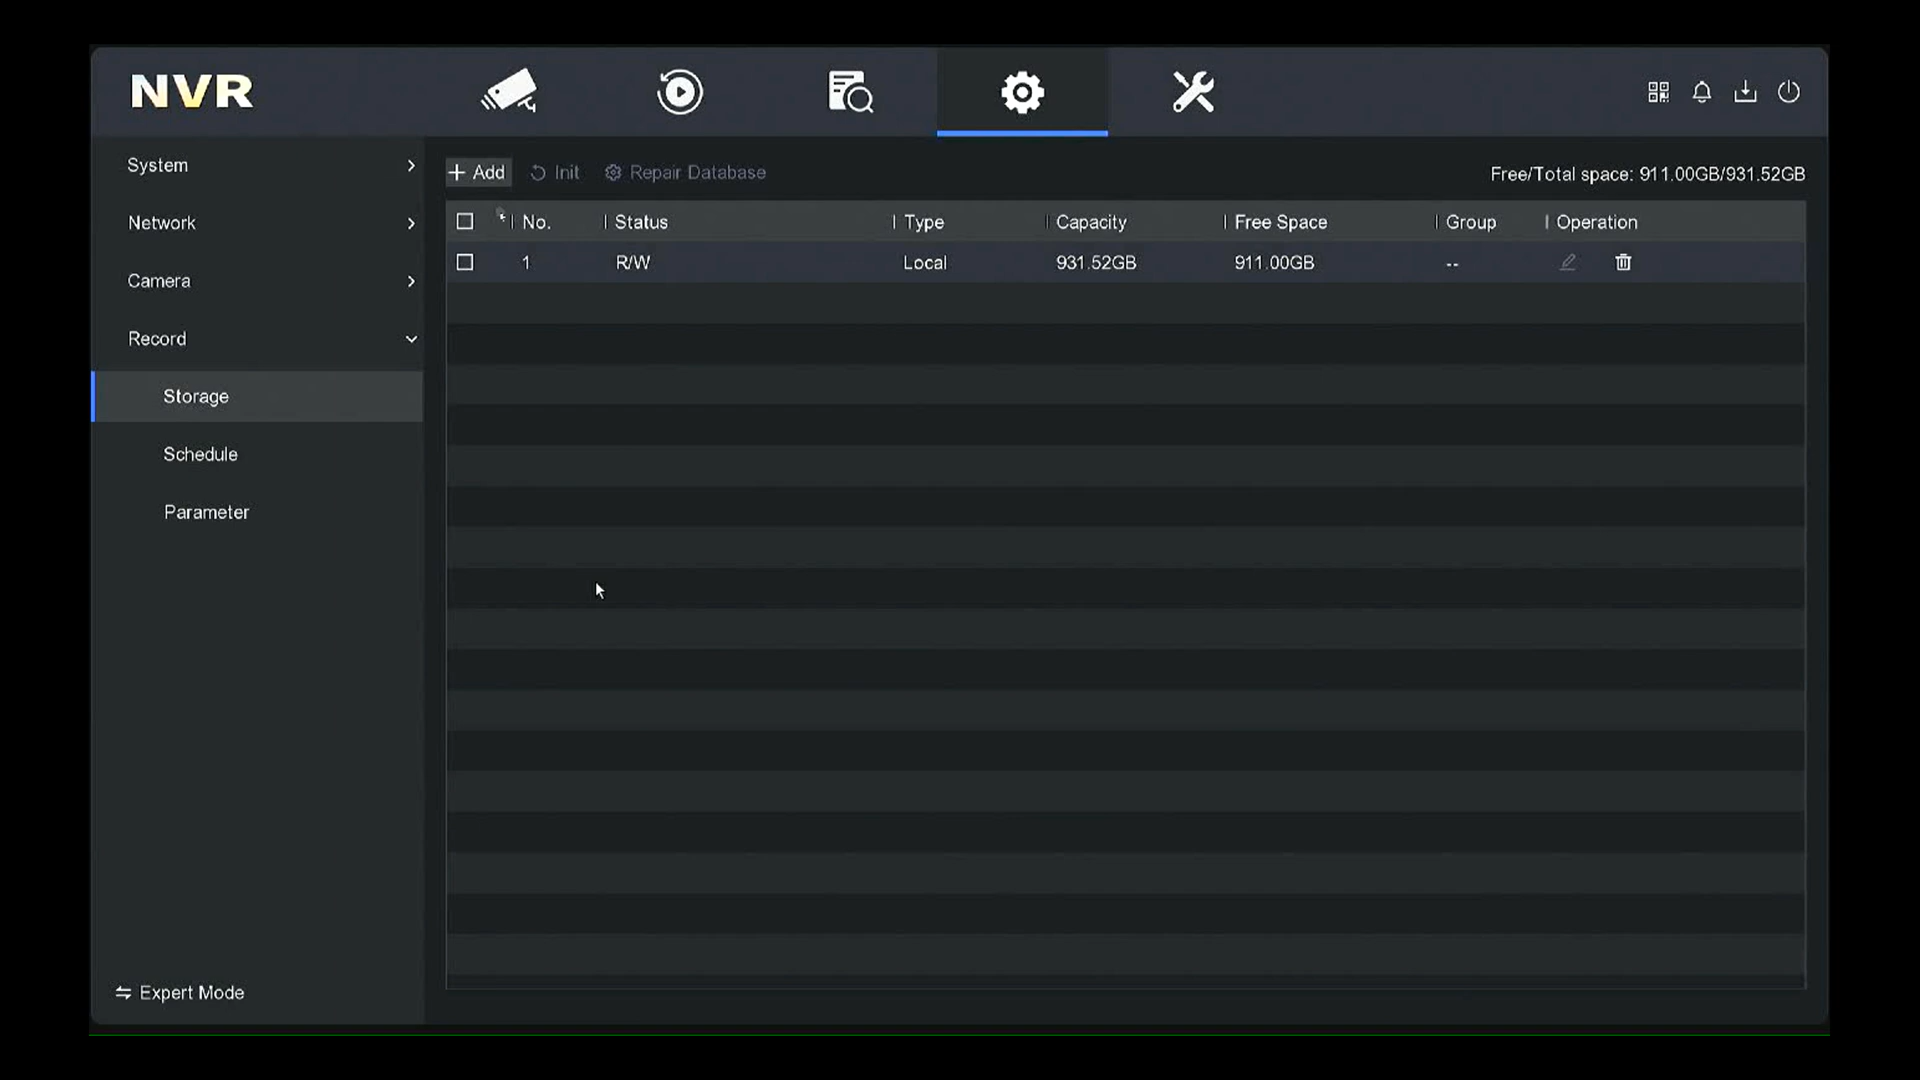 NVR
System
Network
Camera
Record
Storage
Schedule
Parameter
Expert Mode
+ Add Init Repair Database Free/Total space: 911.00GB/931.52GB
No. Status Type Capacity Free Space Group Operation
1 R/W Local 931.52GB 911.00GB --